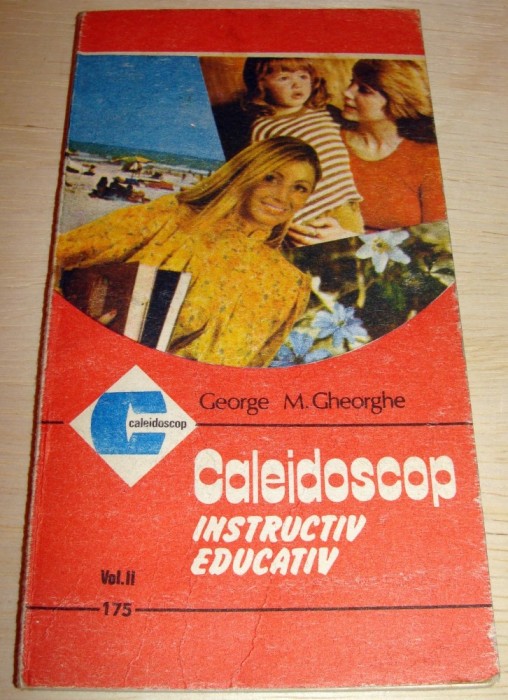 George M. Gheorghe
caleidoscop
Caleidoscop
INSTRUCTIV
EDUCATIV
Vol. II
175